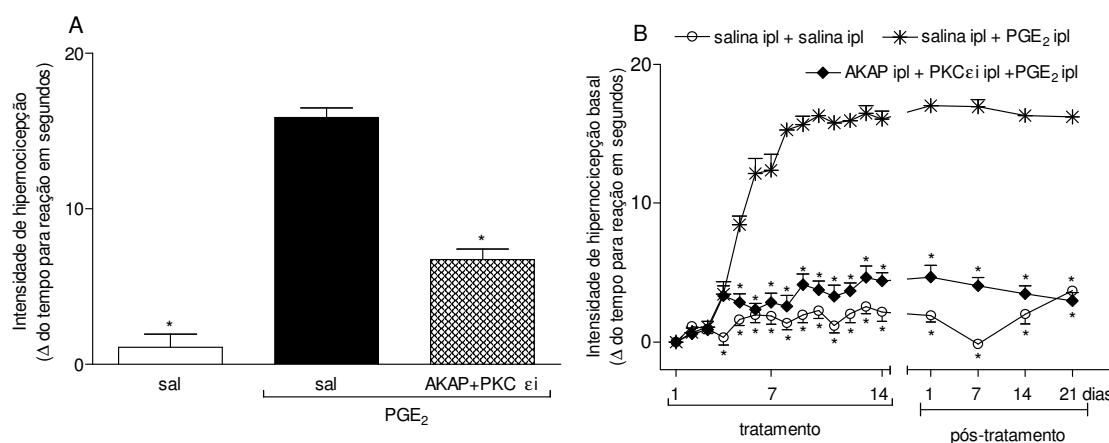 A
Intensidade de hipernocicepção
(Δ do tempo para reação em segundos)
20
10
0
*
*
sal
sal
AKAP+PKC εi
PGE₂
B
salina ipl + salina ipl
salina ipl + PGE₂ ipl
AKAP ipl + PKCεi ipl +PGE₂ ipl
Intensidade de hipernocicepção basal
(Δ do tempo para reação em segundos)
20
10
0
* * * * * * * * * * * * * *
* * * * * * * * * * * * * * *
1 7 14 1 7 14 21 dias
tratamento
pós-tratamento